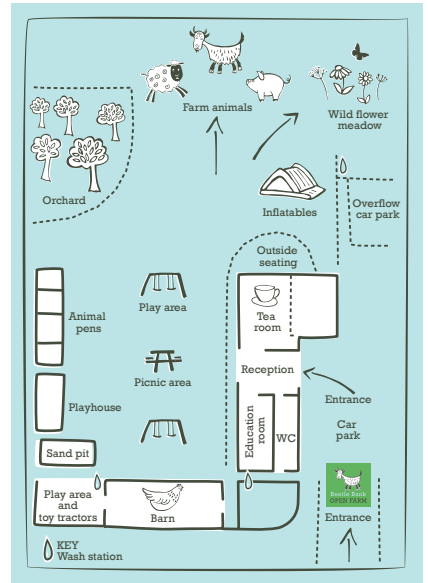 Farm animals
Wild flower
meadow
Orchard
Inflatables
Overflow
car park
Outside
seating
Play area
Tea
room
Animal
pens
Picnic area
Reception
Playhouse
Entrance
Car
park
Education
room
WC
Sand pit
Play area
and
toy tractors
Barn
Beetle Bank
OPEN FARM
Entrance
KEY
Wash station